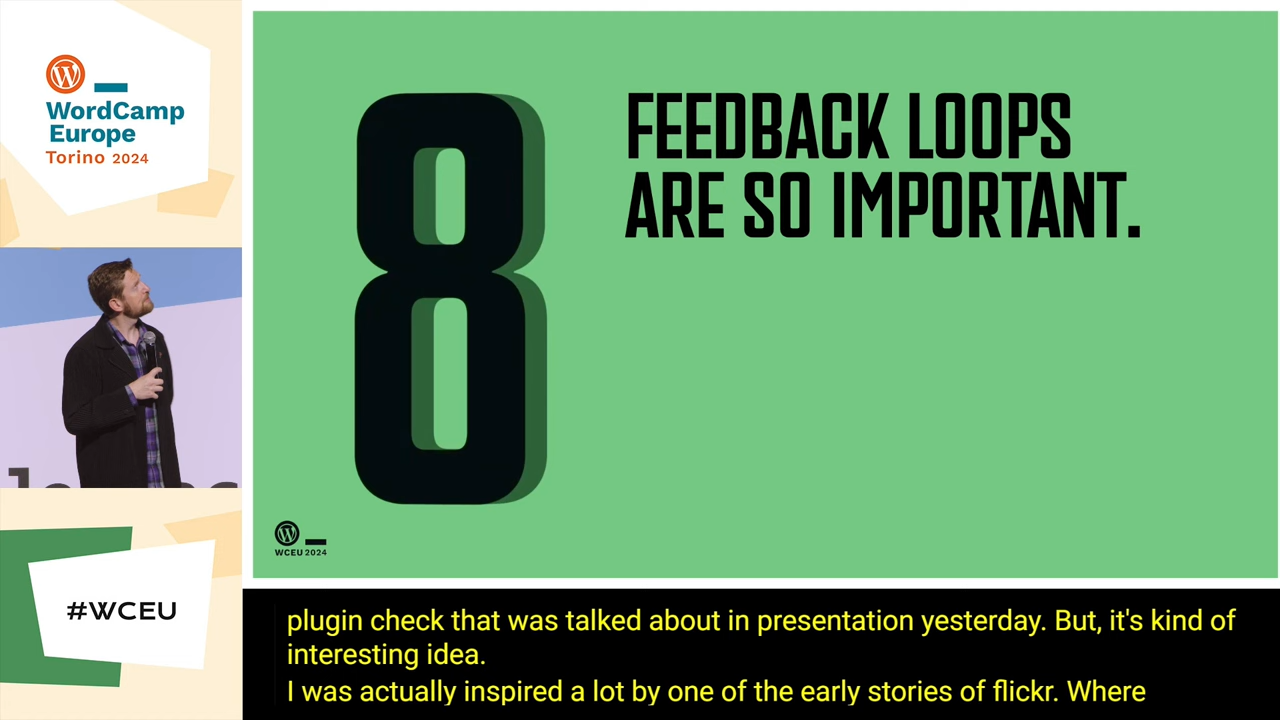 WordCamp
Europe
Torino 2024
#WCEU
8
FEEDBACK LOOPS
ARE SO IMPORTANT.
WCEU 2024
plugin check that was talked about in presentation yesterday. But, it's kind of
interesting idea.
I was actually inspired a lot by one of the early stories of flickr. Where